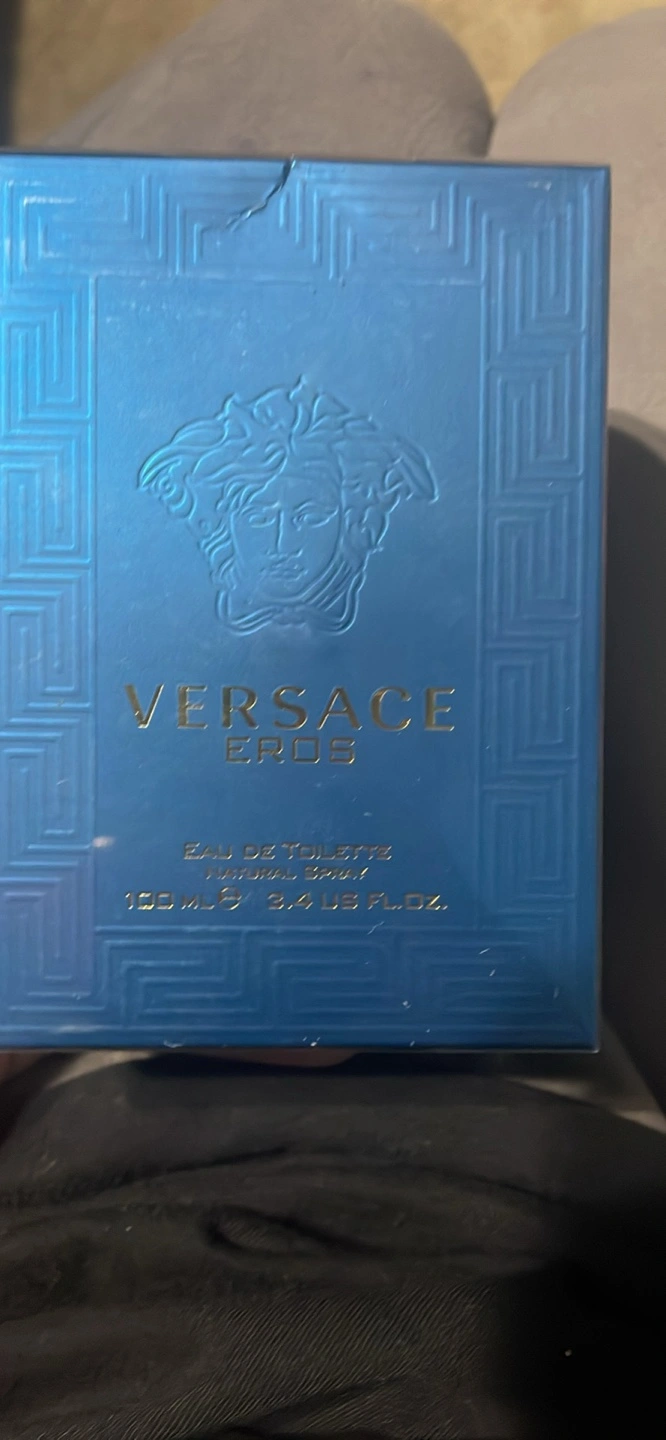 VERSACE
EROS
EAU DE TOILETTE
NATURAL SPRAY
100 ML℮ 3.4 US FL.OZ.